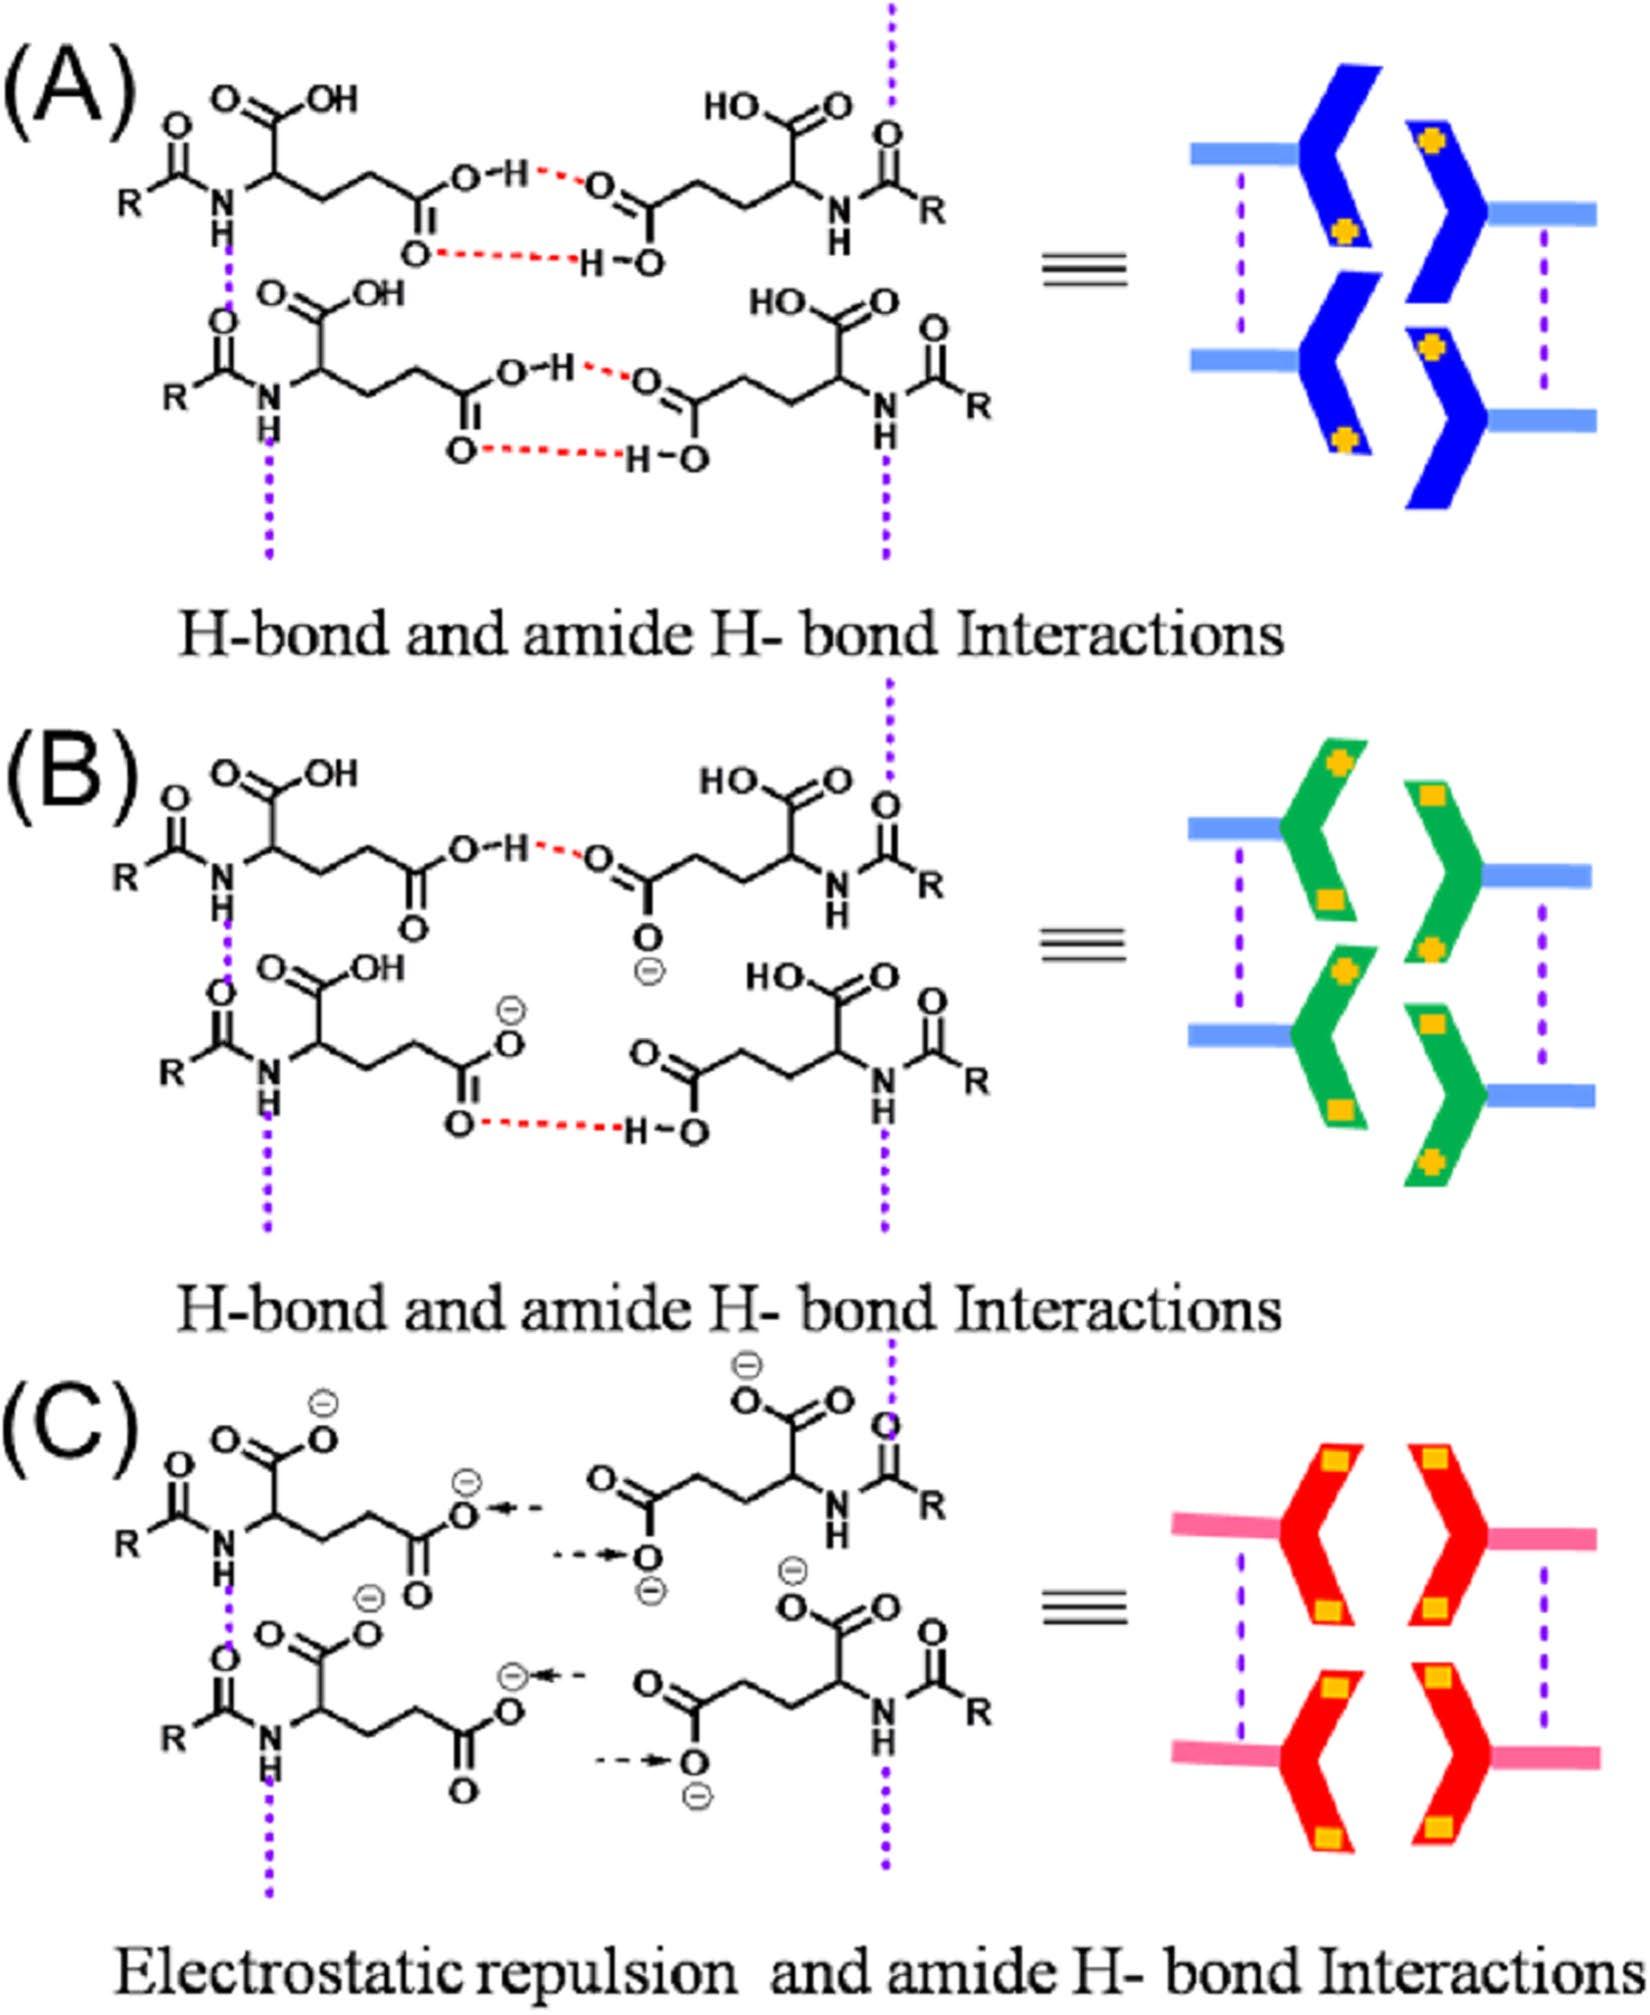 (A)
O OH HO O O
O
R N H O H O N H R
O H O
O OH HO O O
O
R N H O H O N H R
O H O
H-bond and amide H- bond Interactions
(B)
O OH HO O O
O
R N H O H O N H R
O O ⊖
O OH ⊖ HO O O
O
R N H O O N H R
O H O
H-bond and amide H- bond Interactions
(C)
⊖ ⊖
O O O O O
O ⊖ O
R N H O N H R
O O ⊖
⊖ ⊖
O O O O O
O ⊖ O
R N H O N H R
O O ⊖
Electrostatic repulsion and amide H- bond Interactions